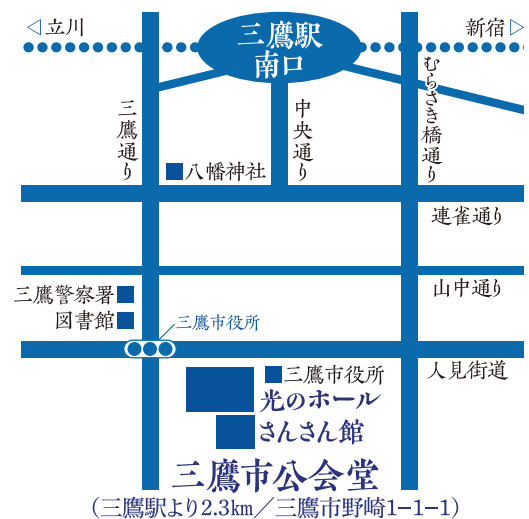 ◁立川
新宿▷
三鷹駅
南口
三鷹通り
中央通り
むらさき橋通り
八幡神社
連雀通り
山中通り
三鷹警察署
図書館
三鷹市役所
人見街道
三鷹市役所
光のホール
さんさん館
三鷹市公会堂
（三鷹駅より2.3km／三鷹市野崎1−1−1）